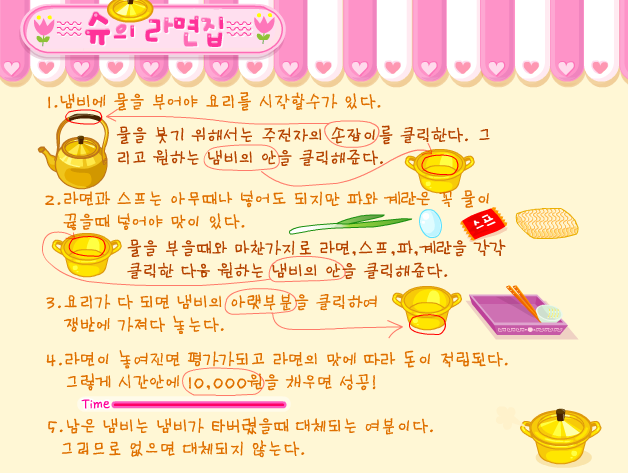 슈의 라면집
1.냄비에 물을 부어야 요리를 시작할수가 있다.
물을 붓기 위해서는 주전자의 손잡이를 클릭한다. 그
리고 원하는 냄비의 안을 클릭해준다.
2.라면과 스프는 아무때나 넣어도 되지만 파와 계란은 꼭 물이
끓을때 넣어야 맛이 있다.
스프
물을 부을때와 마찬가지로 라면,스프,파,계란을 각각
클릭한 다음 원하는 냄비의 안을 클릭해준다.
3.요리가 다 되면 냄비의 아랫부분을 클릭하여
쟁반에 가져다 놓는다.
4.라면이 놓여진면 평가가되고 라면의 맛에 따라 돈이 적립된다.
그렇게 시간안에 10,000원을 채우면 성공!
Time
5.남은 냄비는 냄비가 타버렸을때 대체되는 여분이다.
그러므로 없으면 대체되지 않는다.